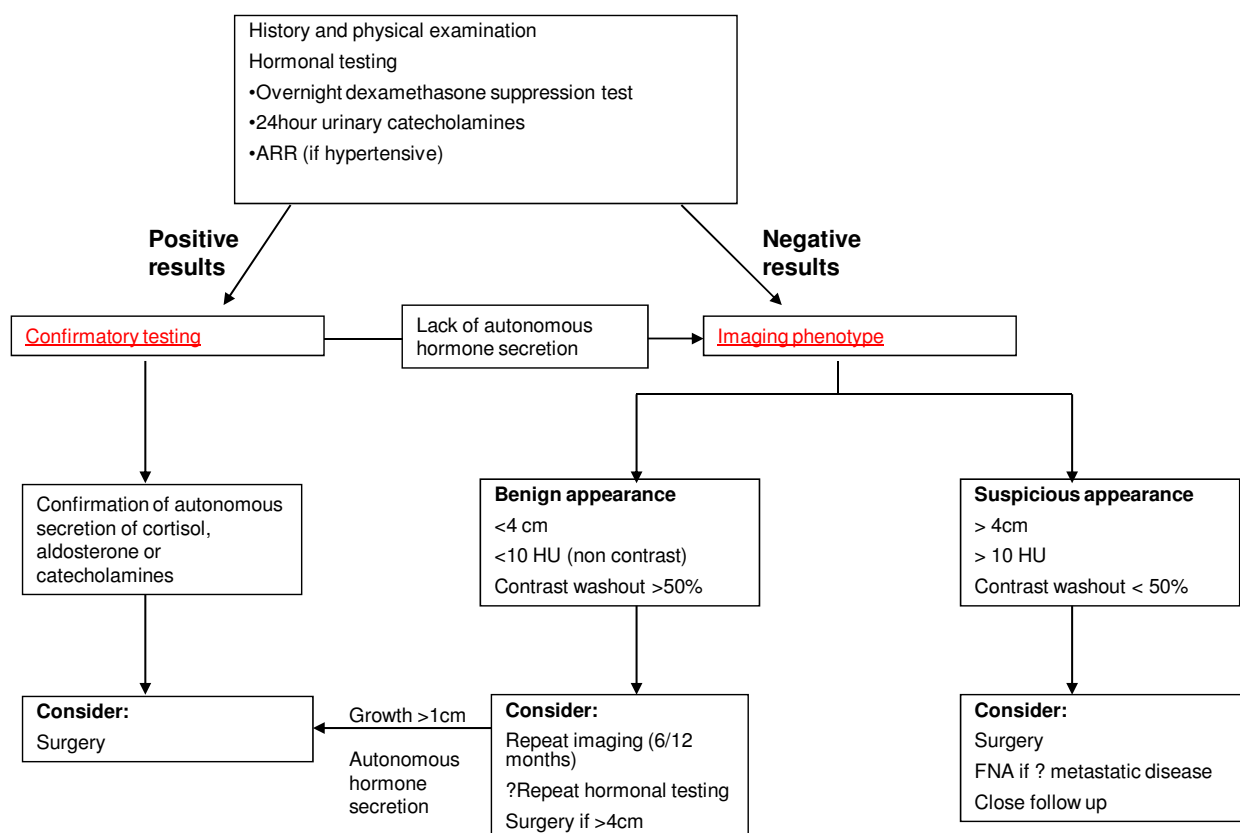 History and physical examination
Hormonal testing
•Overnight dexamethasone suppression test
•24hour urinary catecholamines
•ARR (if hypertensive)
Positive
results
Negative
results
Confirmatory testing
Lack of autonomous
hormone secretion
Imaging phenotype
Confirmation of autonomous
secretion of cortisol,
aldosterone or
catecholamines
Benign appearance
<4 cm
<10 HU (non contrast)
Contrast washout >50%
Suspicious appearance
> 4cm
> 10 HU
Contrast washout < 50%
Consider:
Surgery
Growth >1cm
Autonomous
hormone
secretion
Consider:
Repeat imaging (6/12
months)
?Repeat hormonal testing
Surgery if >4cm
Consider:
Surgery
FNA if ? metastatic disease
Close follow up